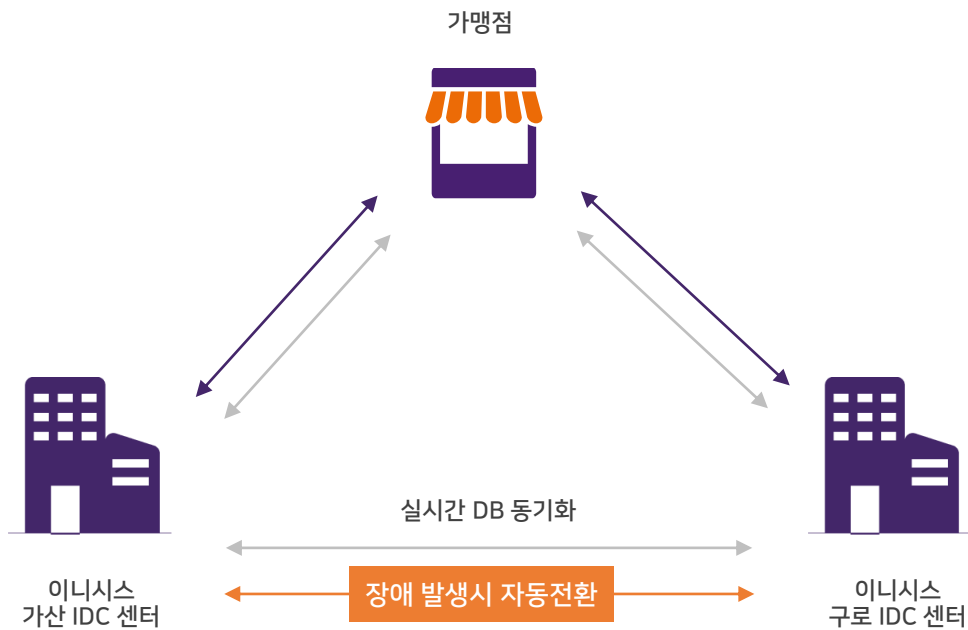 가맹점
실시간 DB 동기화
장애 발생시 자동전환
이니시스
가산 IDC 센터
이니시스
구로 IDC 센터